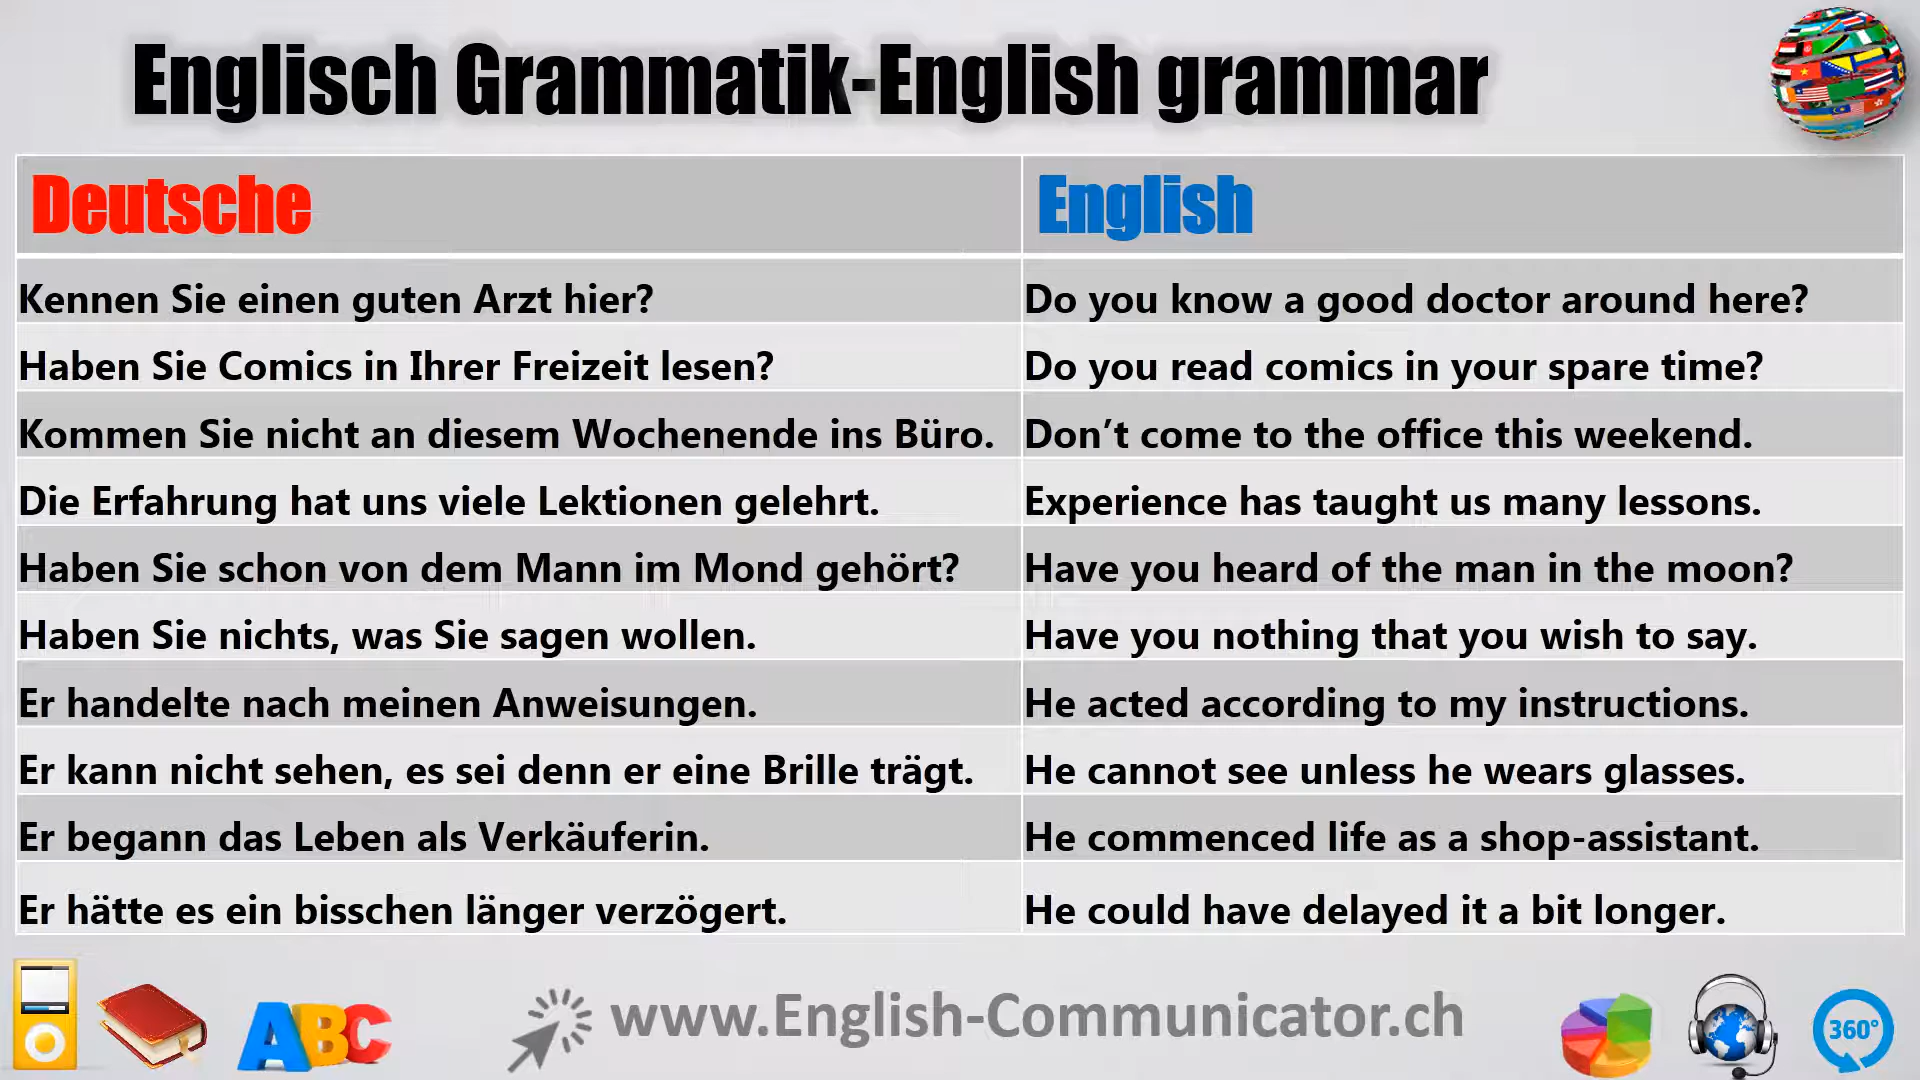 Englisch Grammatik-English grammar
Deutsche English
Kennen Sie einen guten Arzt hier? Do you know a good doctor around here?
Haben Sie Comics in Ihrer Freizeit lesen? Do you read comics in your spare time?
Kommen Sie nicht an diesem Wochenende ins Büro. Don’t come to the office this weekend.
Die Erfahrung hat uns viele Lektionen gelehrt. Experience has taught us many lessons.
Haben Sie schon von dem Mann im Mond gehört? Have you heard of the man in the moon?
Haben Sie nichts, was Sie sagen wollen. Have you nothing that you wish to say.
Er handelte nach meinen Anweisungen. He acted according to my instructions.
Er kann nicht sehen, es sei denn er eine Brille trägt. He cannot see unless he wears glasses.
Er begann das Leben als Verkäuferin. He commenced life as a shop-assistant.
Er hätte es ein bisschen länger verzögert. He could have delayed it a bit longer.
ABC www.English-Communicator.ch 360°